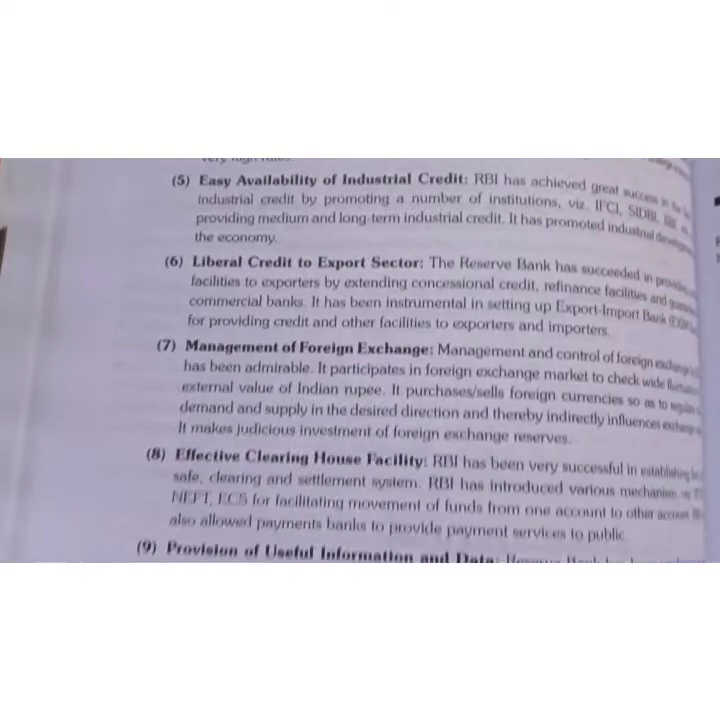 very high rates.
(5) Easy Availability of Industrial Credit: RBI has achieved great success in the
industrial credit by promoting a number of institutions, viz. IFCI, SIDBI,
providing medium and long-term industrial credit. It has promoted industrial
the economy.
(6) Liberal Credit to Export Sector: The Reserve Bank has succeeded in
facilities to exporters by extending concessional credit, refinance facilities and
commercial banks. It has been instrumental in setting up Export-Import Bank
for providing credit and other facilities to exporters and importers.
(7) Management of Foreign Exchange: Management and control of foreign
has been admirable. It participates in foreign exchange market to check wide
external value of Indian rupee. It purchases/sells foreign currencies so as to
demand and supply in the desired direction and thereby indirectly influences
It makes judicious investment of foreign exchange reserves.
(8) Effective Clearing House Facility: RBI has been very successful in establishing
safe, clearing and settlement system. RBI has introduced various mechanism
NEFT, ECS for facilitating movement of funds from one account to other account
also allowed payments banks to provide payment services to public.
(9) Provision of Useful Information and Data: Reserve Bank has